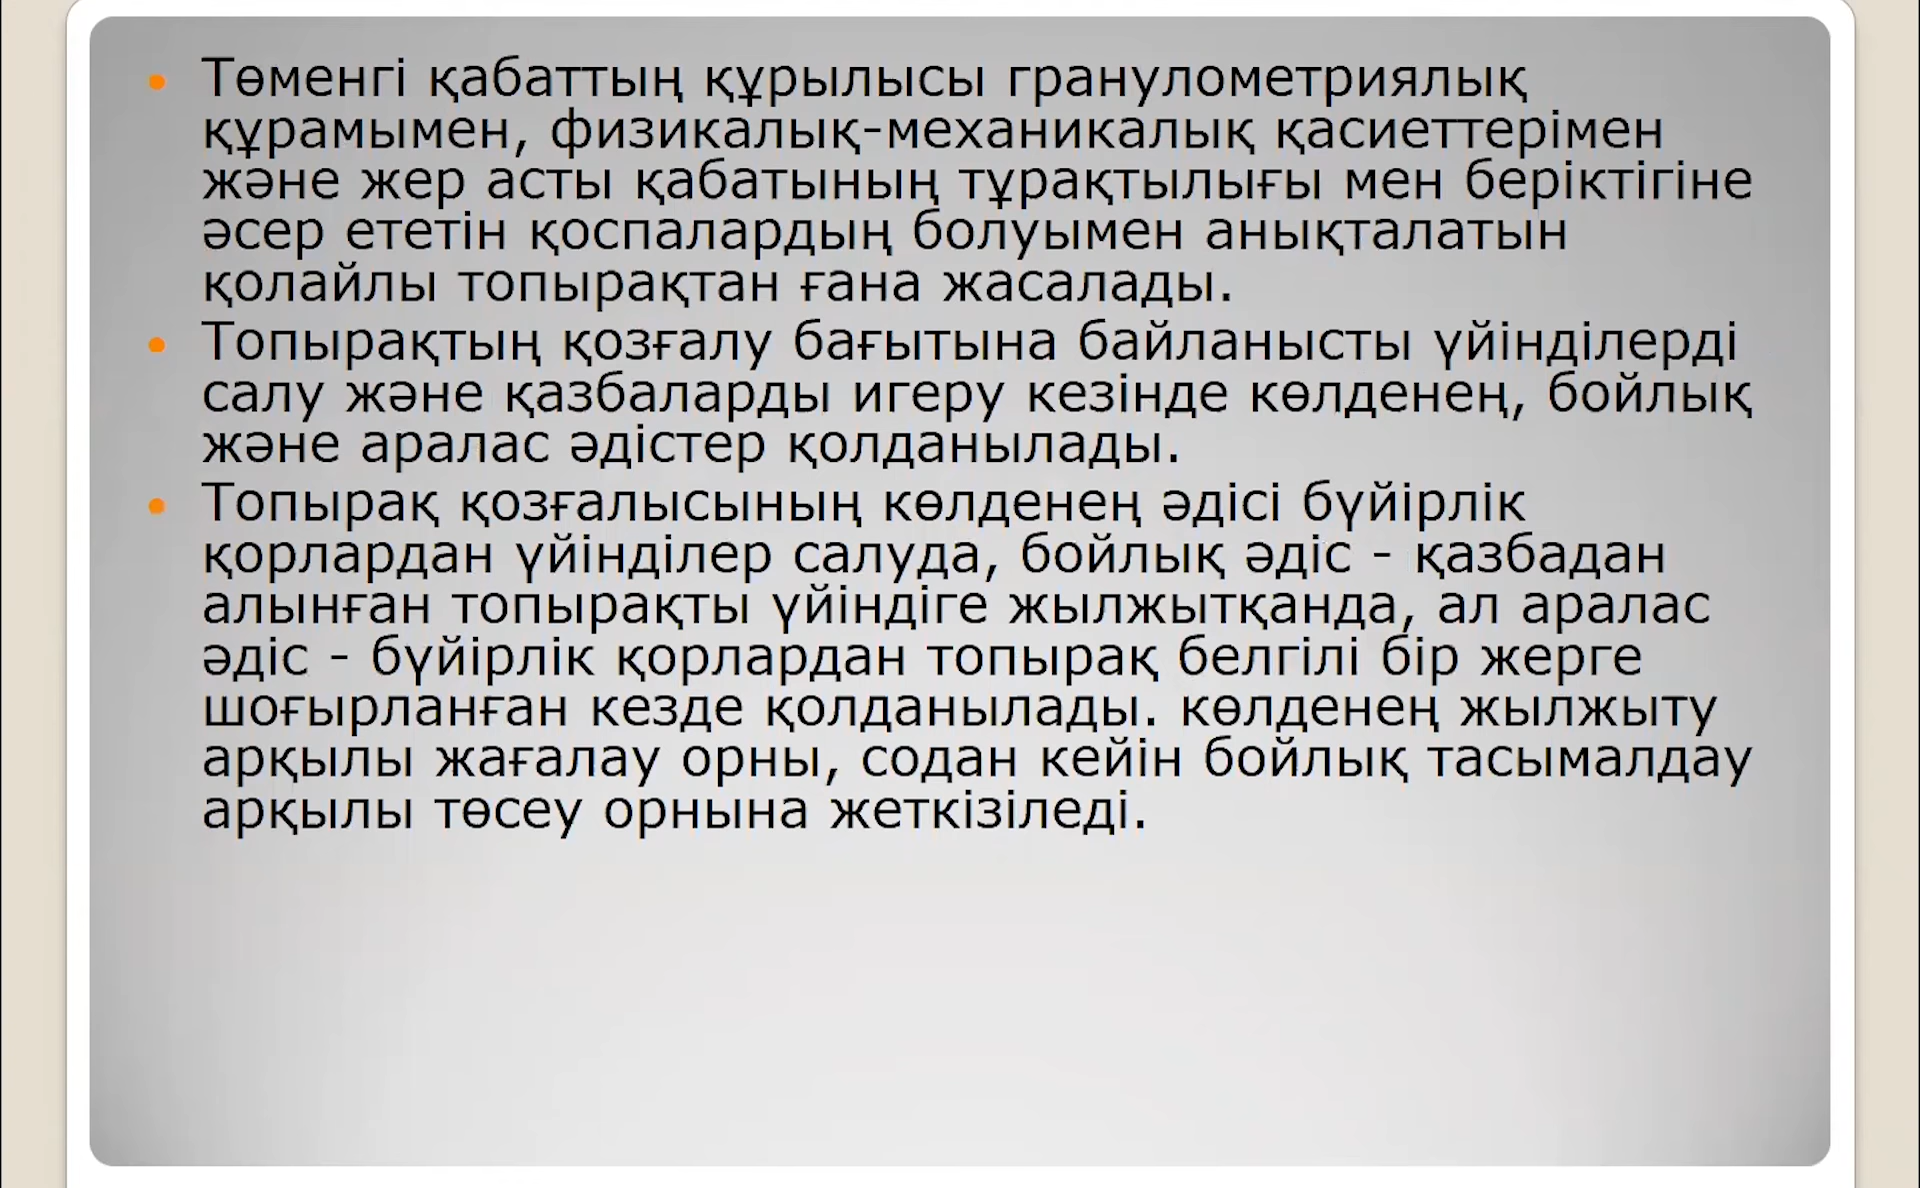 Төменгі қабаттың құрылысы гранулометриялық
құрамымен, физикалық-механикалық қасиеттерімен
және жер асты қабатының тұрақтылығы мен беріктігіне
әсер ететін қоспалардың болуымен анықталатын
қолайлы топырақтан ғана жасалады.
Топырақтың қозғалу бағытына байланысты үйінділерді
салу және қазбаларды игеру кезінде көлденең, бойлық
және аралас әдістер қолданылады.
Топырақ қозғалысының көлденең әдісі бүйірлік
қорлардан үйінділер салуда, бойлық әдіс - қазбадан
алынған топырақты үйіндіге жылжытқанда, ал аралас
әдіс - бүйірлік қорлардан топырақ белгілі бір жерге
шоғырланған кезде қолданылады. көлденең жылжыту
арқылы жағалау орны, содан кейін бойлық тасымалдау
арқылы төсеу орнына жеткізіледі.